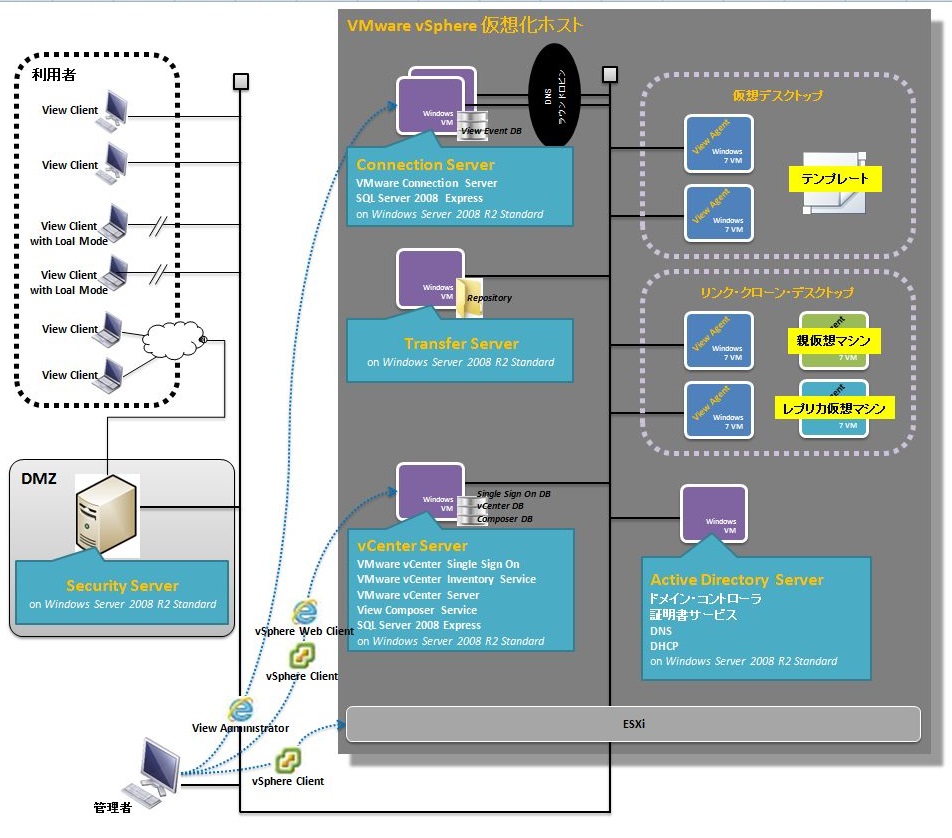 VMware vSphere 仮想化ホスト
利用者
View Client
View Client
View Client
with Loal Mode
View Client
with Loal Mode
View Client
View Client
DMZ
Security Server
on Windows Server 2008 R2 Standard
Windows
VM
View Event DB
DNS
ラウンドロビン
Connection Server
VMware Connection Server
SQL Server 2008 Express
on Windows Server 2008 R2 Standard
Windows
VM
Repository
Transfer Server
on Windows Server 2008 R2 Standard
Windows
VM
Single Sign On DB
vCenter DB
Composer DB
vCenter Server
VMware vCenter Single Sign On
VMware vCenter Inventory Service
VMware vCenter Server
View Composer Service
SQL Server 2008 Express
on Windows Server 2008 R2 Standard
仮想デスクトップ
View Agent
Windows
7 VM
テンプレート
View Agent
Windows
7 VM
リンク・クローン・デスクトップ
View Agent
Windows
7 VM
ent
親仮想マシン
7 VM
View Agent
Windows
7 VM
ent
レプリカ仮想マシン
7 VM
Windows
VM
Active Directory Server
ドメイン・コントローラ
証明書サービス
DNS
DHCP
on Windows Server 2008 R2 Standard
vSphere Web Client
vSphere Client
View Administrator
vSphere Client
管理者
ESXi